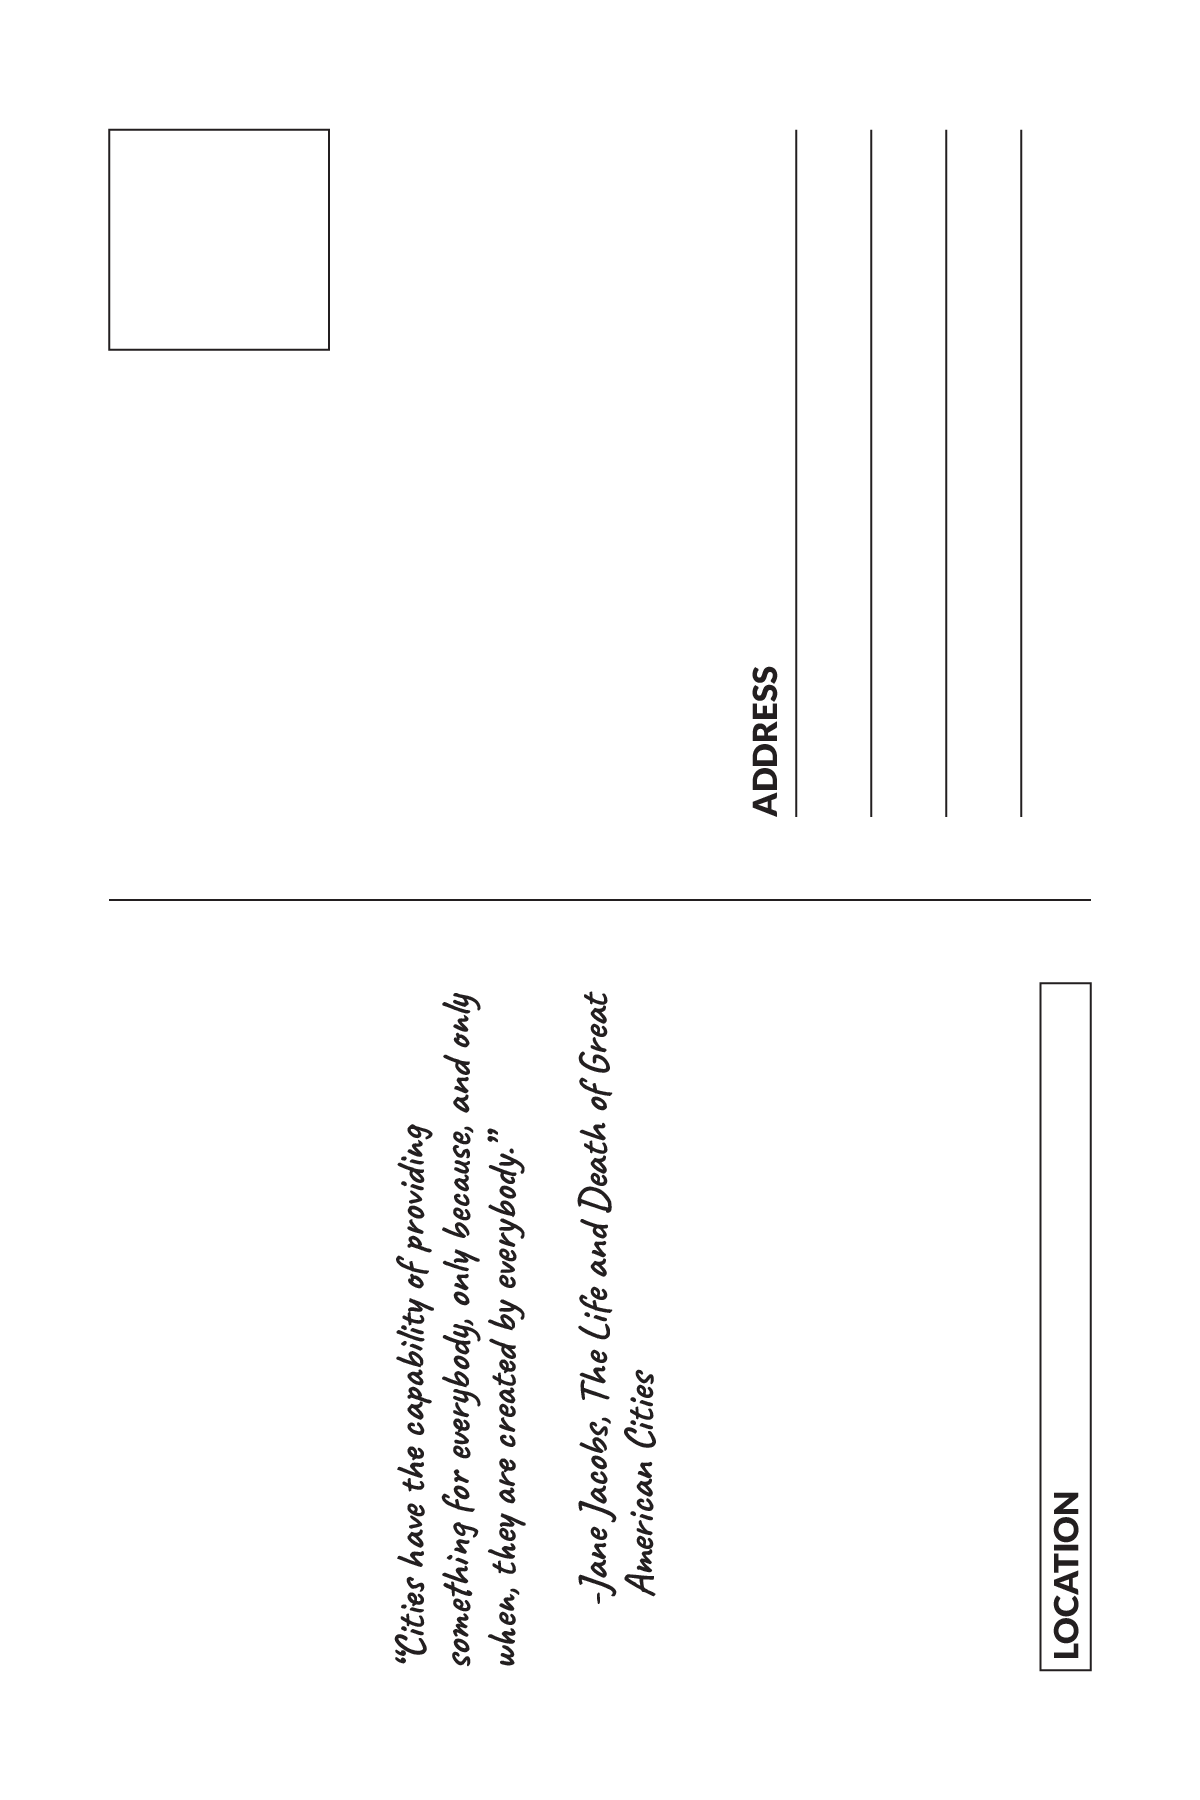 “Cities have the capability of providing
something for everybody, only because, and only
when, they are created by everybody.”
-Jane Jacobs, The Life and Death of Great
American Cities
LOCATION
ADDRESS